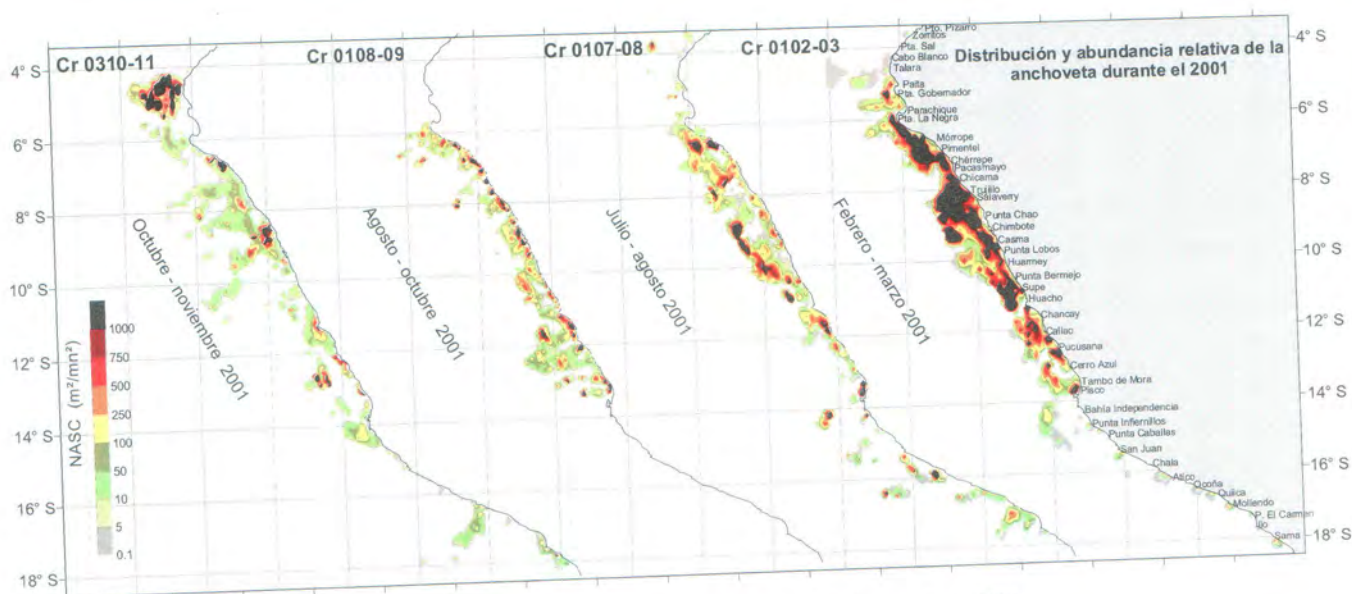 Cr 0310-11
Cr 0108-09
Cr 0107-08
Cr 0102-03
Distribución y abundancia relativa de la
anchoveta durante el 2001
4° S
6° S
8° S
10° S
12° S
14° S
16° S
18° S
Octubre - noviembre 2001
Agosto - octubre 2001
Julio - agosto 2001
Febrero - marzo 2001
NASC (m²/mn²)
1000
750
500
250
100
50
10
5
0.1
Pto. Pizarro
Zorritos
Pta. Sal
Cabo Blanco
Talara
Paita
Pta. Gobernador
Parachique
Pta. La Negra
Mórrope
Pimentel
Chérrepe
Pacasmayo
Chicama
Trujillo
Salaverry
Punta Chao
Chimbote
Casma
Punta Lobos
Huarmey
Punta Bermejo
Supe
Huacho
Chancay
Callao
Pucusana
Cerro Azul
Tambo de Mora
Pisco
Bahía Independencia
Punta Infiernillos
Punta Caballas
San Juan
Chala
Atico
Ocoña
Quilca
Mollendo
P. El Carmen
Ilo
Sama
4° S
6° S
8° S
10° S
12° S
14° S
16° S
18° S